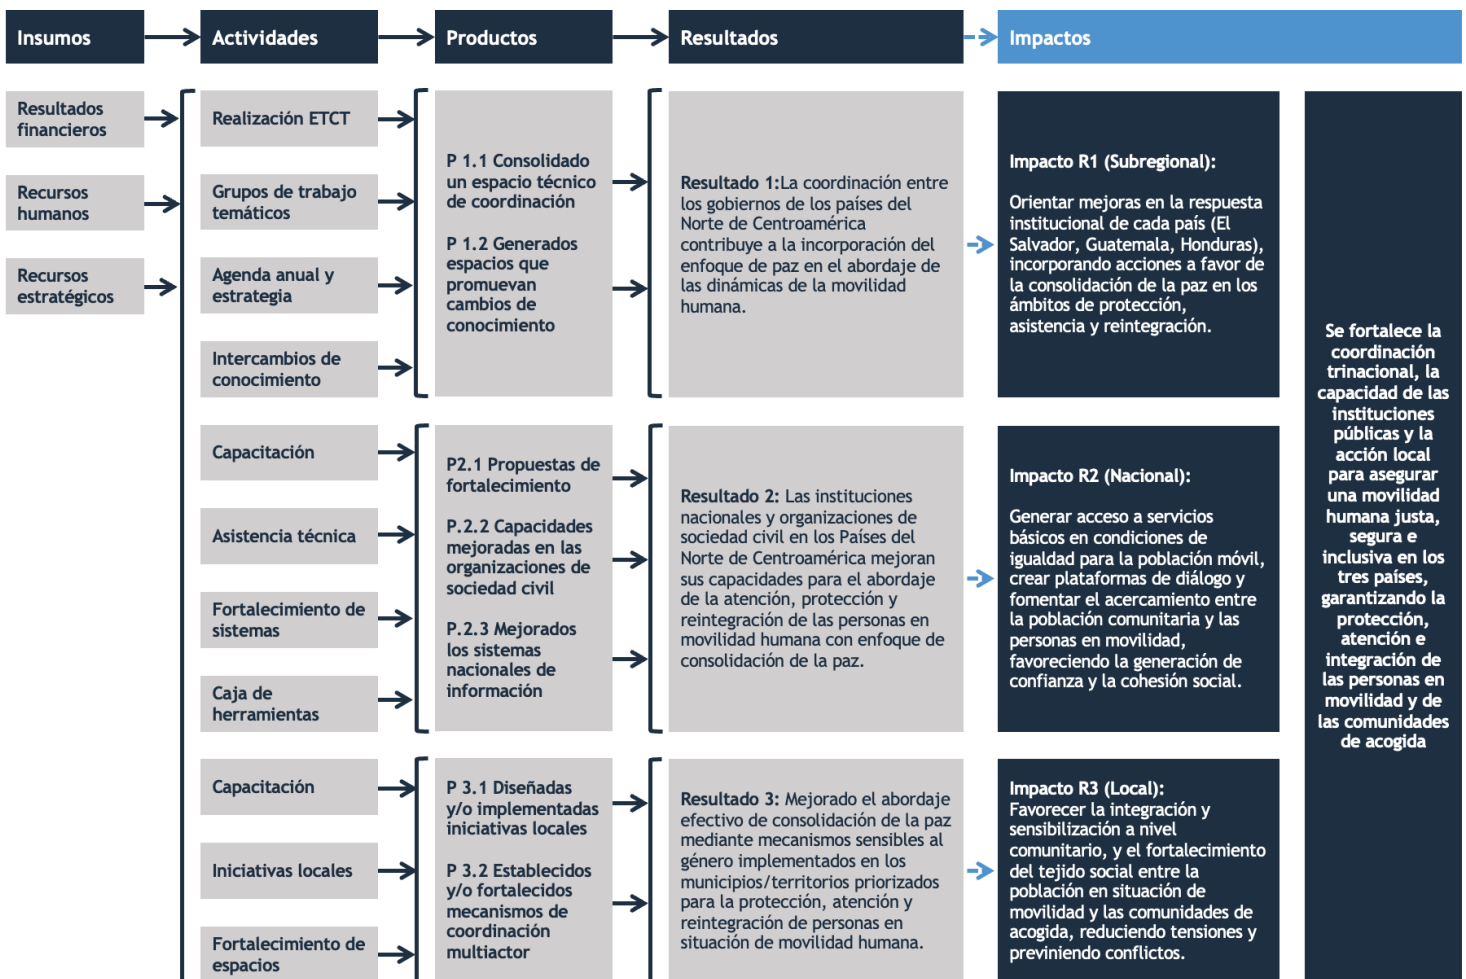 Insumos
Actividades
Productos
Resultados
Impactos
Resultados
financieros
Recursos
humanos
Recursos
estratégicos
Realización ETCT
Grupos de trabajo
temáticos
Agenda anual y
estrategia
Intercambios de
conocimiento
P 1.1 Consolidado
un espacio técnico
de coordinación
P 1.2 Generados
espacios que
promuevan
cambios de
conocimiento
Resultado 1:La coordinación entre
los gobiernos de los países del
Norte de Centroamérica
contribuye a la incorporación del
enfoque de paz en el abordaje de
las dinámicas de la movilidad
humana.
Impacto R1 (Subregional):
Orientar mejoras en la respuesta
institucional de cada país (El
Salvador, Guatemala, Honduras),
incorporando acciones a favor de
la consolidación de la paz en los
ámbitos de protección,
asistencia y reintegración.
Capacitación
Asistencia técnica
Fortalecimiento de
sistemas
Caja de
herramientas
P2.1 Propuestas de
fortalecimiento
P.2.2 Capacidades
mejoradas en las
organizaciones de
sociedad civil
P.2.3 Mejorados
los sistemas
nacionales de
información
Resultado 2: Las instituciones
nacionales y organizaciones de
sociedad civil en los Países del
Norte de Centroamérica mejoran
sus capacidades para el abordaje
de la atención, protección y
reintegración de las personas en
movilidad humana con enfoque de
consolidación de la paz.
Impacto R2 (Nacional):
Generar acceso a servicios
básicos en condiciones de
igualdad para la población móvil,
crear plataformas de diálogo y
fomentar el acercamiento entre
la población comunitaria y las
personas en movilidad,
favoreciendo la generación de
confianza y la cohesión social.
Capacitación
Iniciativas locales
Fortalecimiento de
espacios
P 3.1 Diseñadas
y/o implementadas
iniciativas locales
P 3.2 Establecidos
y/o fortalecidos
mecanismos de
coordinación
multiactor
Resultado 3: Mejorado el abordaje
efectivo de consolidación de la paz
mediante mecanismos sensibles al
género implementados en los
municipios/territorios priorizados
para la protección, atención y
reintegración de personas en
situación de movilidad humana.
Impacto R3 (Local):
Favorecer la integración y
sensibilización a nivel
comunitario, y el fortalecimiento
del tejido social entre la
población en situación de
movilidad y las comunidades de
acogida, reduciendo tensiones y
previniendo conflictos.
Se fortalece la
coordinación
trinacional, la
capacidad de las
instituciones
públicas y la
acción local
para asegurar
una movilidad
humana justa,
segura e
inclusiva en los
tres países,
garantizando la
protección,
atención e
integración de
las personas en
movilidad y de
las comunidades
de acogida